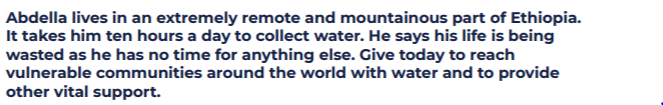 Abdella lives in an extremely remote and mountainous part of Ethiopia.
It takes him ten hours a day to collect water. He says his life is being
wasted as he has no time for anything else. Give today to reach
vulnerable communities around the world with water and to provide
other vital support.